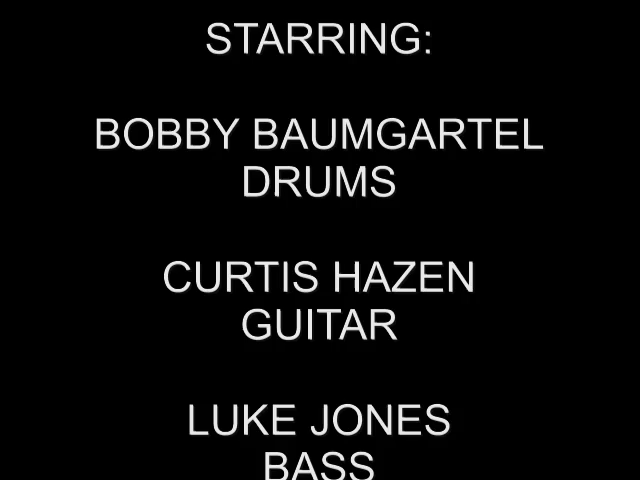 STARRING:
BOBBY BAUMGARTEL
DRUMS
CURTIS HAZEN
GUITAR
LUKE JONES
BASS